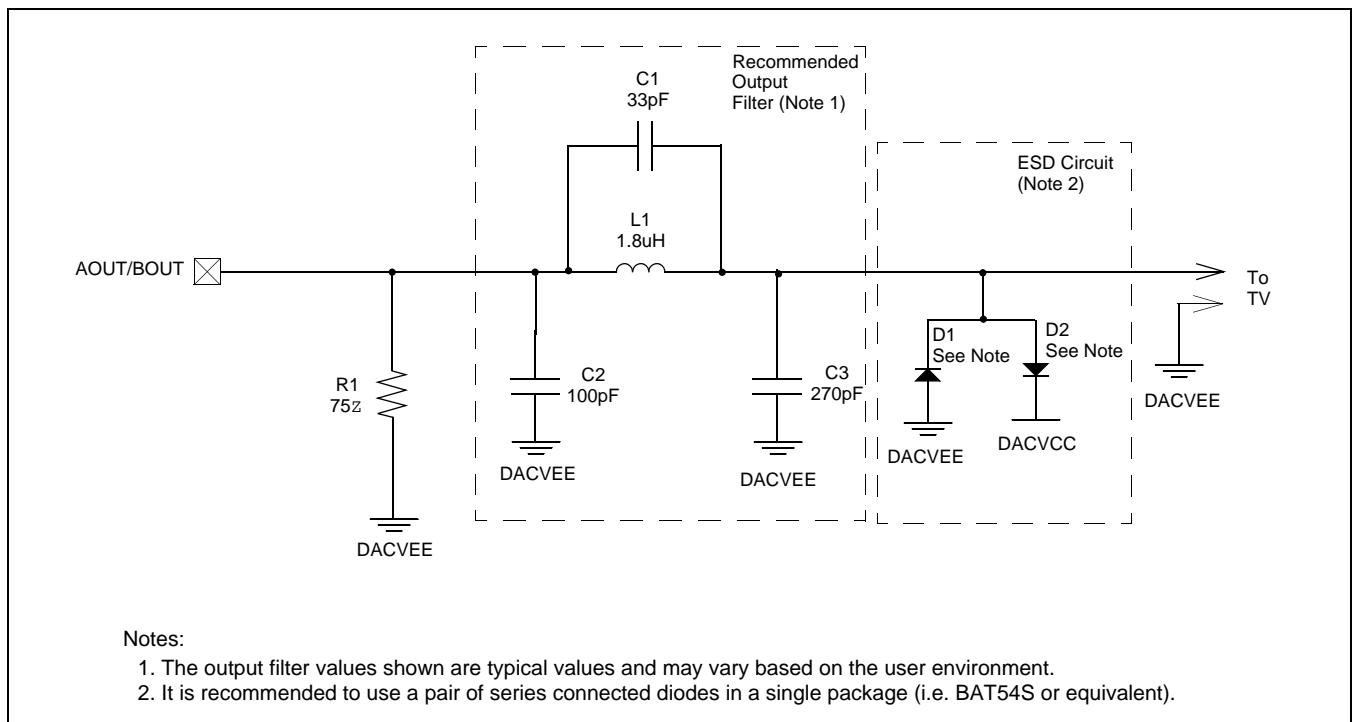 Recommended
Output
Filter (Note 1)
C1
33pF
ESD Circuit
(Note 2)
L1
1.8uH
AOUT/BOUT
To
TV
D1
See Note
D2
See Note
R1
75Z
C2
100pF
C3
270pF
DACVEE
DACVEE
DACVCC
DACVEE
DACVEE
DACVEE
Notes:
1. The output filter values shown are typical values and may vary based on the user environment.
2. It is recommended to use a pair of series connected diodes in a single package (i.e. BAT54S or equivalent).